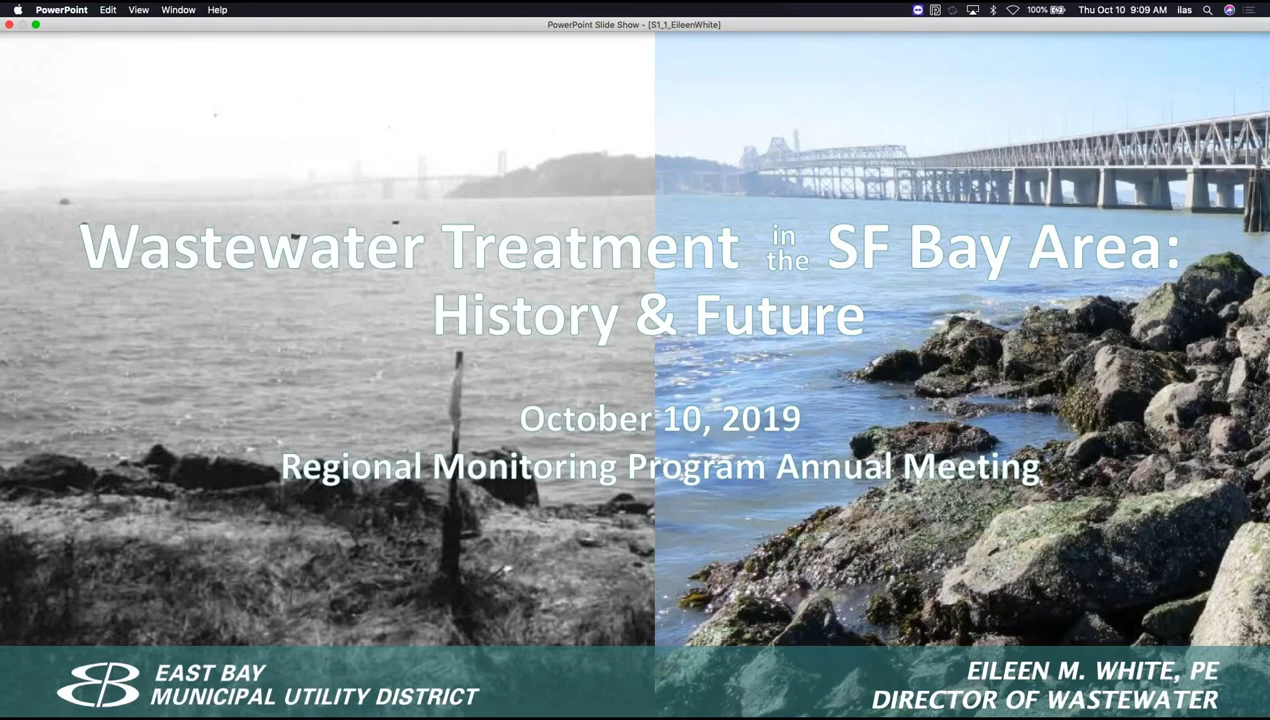 PowerPoint Edit View Window History Help 100% Thu Oct 10 9:09 AM ilas
PowerPoint Slide Show - [S1_1_EileenWhite]
Wastewater Treatment in the SF Bay Area:
History & Future
October 10, 2019
Regional Monitoring Program Annual Meeting
EAST BAY
MUNICIPAL UTILITY DISTRICT
EILEEN M. WHITE, PE
DIRECTOR OF WASTEWATER